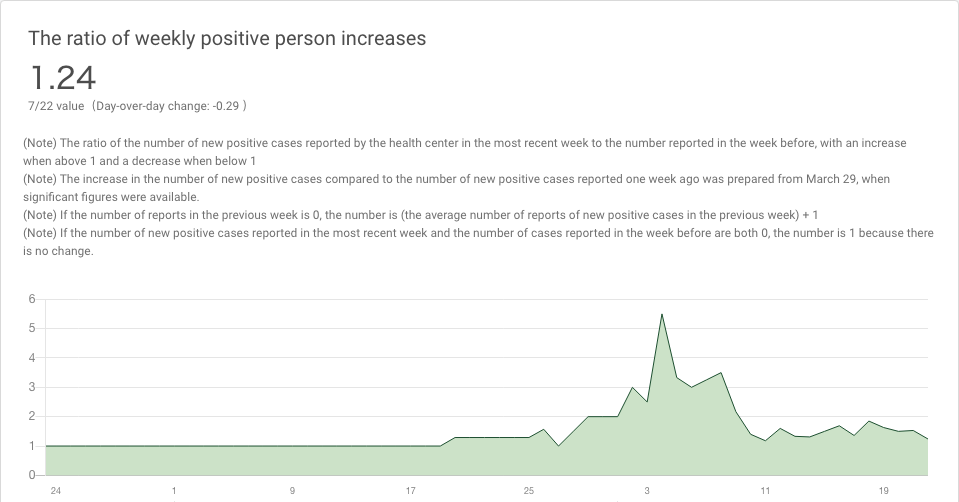 The ratio of weekly positive person increases
1.24
7/22 value （Day-over-day change: -0.29 ）
(Note) The ratio of the number of new positive cases reported by the health center in the most recent week to the number reported in the week before, with an increase
when above 1 and a decrease when below 1
(Note) The increase in the number of new positive cases compared to the number of new positive cases reported one week ago was prepared from March 29, when
significant figures were available.
(Note) If the number of reports in the previous week is 0, the number is (the average number of reports of new positive cases in the previous week) + 1
(Note) If the number of new positive cases reported in the most recent week and the number of cases reported in the week before are both 0, the number is 1 because there
is no change.
6
5
4
3
2
1
0
24 1 9 17 25 3 11 19